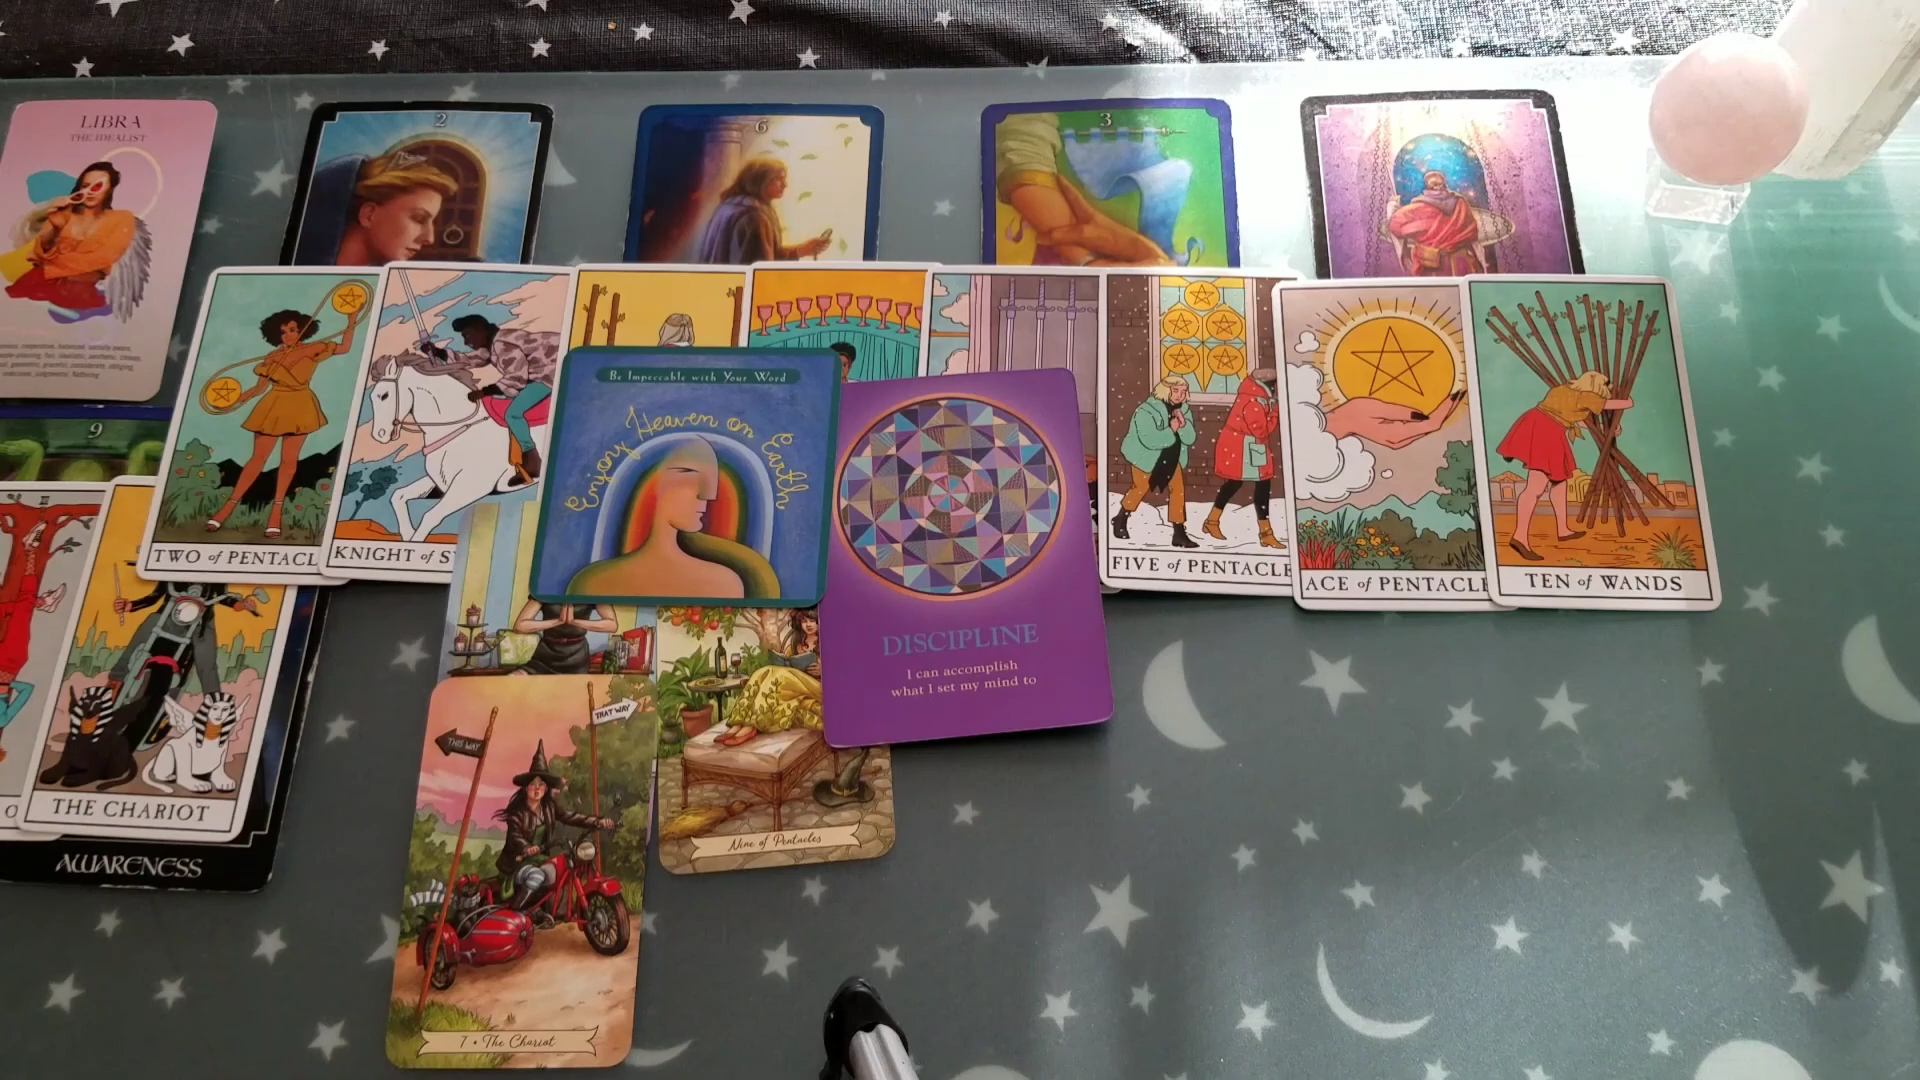 LIBRA
THE IDEALIST
2
6
3
9
TWO of PENTACL
KNIGHT of S
FIVE of PENTACLE
ACE of PENTACLE
TEN of WANDS
Be Impeccable with Your Word
Enjoy Heaven on Earth
DISCIPLINE
I can accomplish
what I set my mind to
THE CHARIOT
AWARENESS
THIS WAY
THAT WAY
Nine of Pentacles
7 • The Chariot